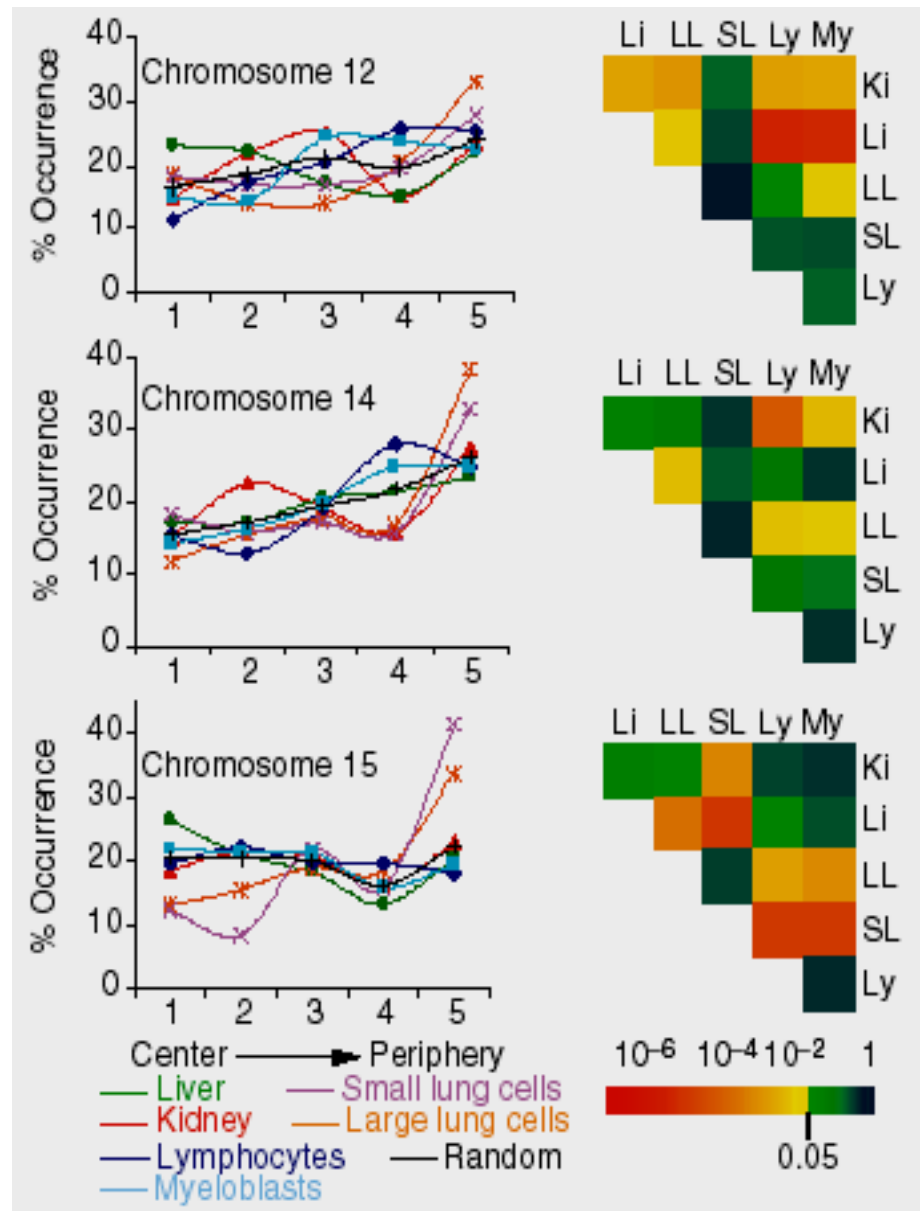 40
Chromosome 12
30
20
10
0
% Occurrence
1 2 3 4 5
Li LL SL Ly My
Ki
Li
LL
SL
Ly
40
Chromosome 14
30
20
10
0
% Occurrence
1 2 3 4 5
Li LL SL Ly My
Ki
Li
LL
SL
Ly
40
Chromosome 15
30
20
10
0
% Occurrence
1 2 3 4 5
Li LL SL Ly My
Ki
Li
LL
SL
Ly
Center Periphery
Liver Small lung cells
Kidney Large lung cells
Lymphocytes Random
Myeloblasts
10–6 10–4 10–2 1
0.05